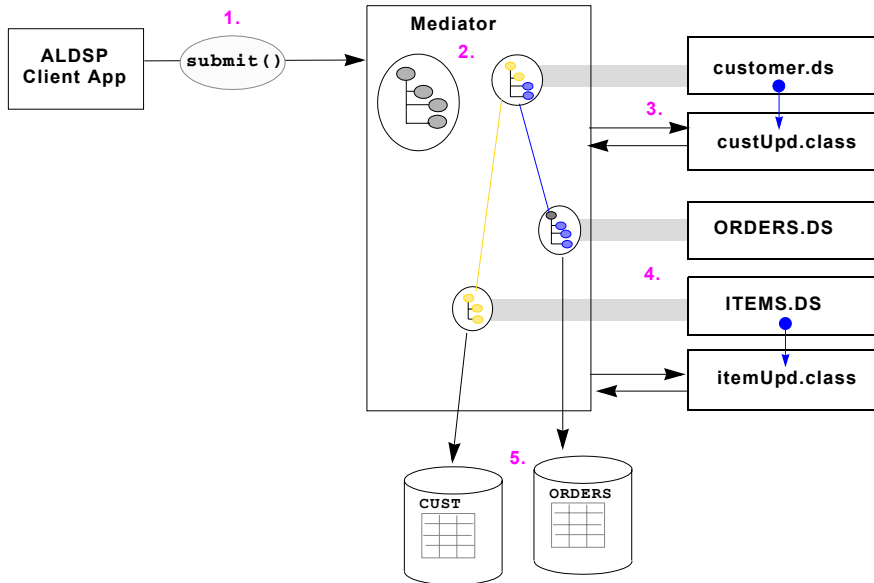 1.
ALDSP
Client App
submit()
Mediator
2.
customer.ds
3.
custUpd.class
ORDERS.DS
4.
ITEMS.DS
itemUpd.class
5.
CUST
ORDERS